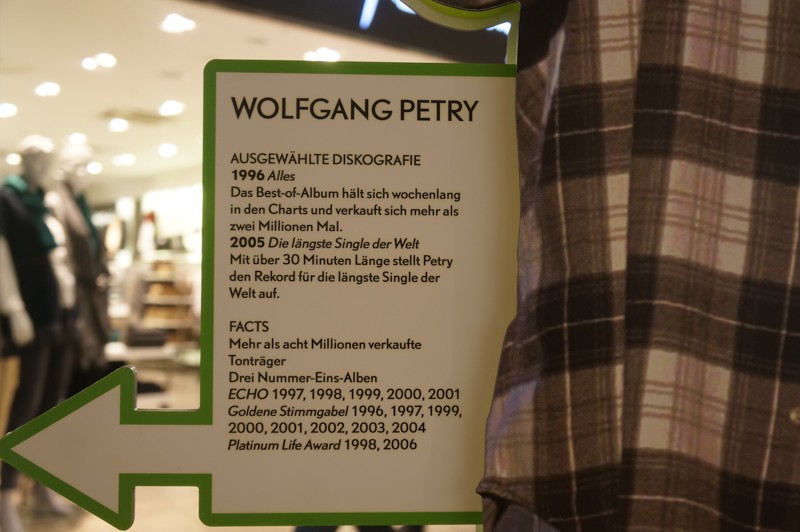 WOLFGANG PETRY
AUSGEWÄHLTE DISKOGRAFIE
1996 Alles
Das Best-of-Album hält sich wochenlang
in den Charts und verkauft sich mehr als
zwei Millionen Mal.
2005 Die längste Single der Welt
Mit über 30 Minuten Länge stellt Petry
den Rekord für die längste Single der
Welt auf.
FACTS
Mehr als acht Millionen verkaufte
Tonträger
Drei Nummer-Eins-Alben
ECHO 1997, 1998, 1999, 2000, 2001
Goldene Stimmgabel 1996, 1997, 1999,
2000, 2001, 2002, 2003, 2004
Platinum Life Award 1998, 2006